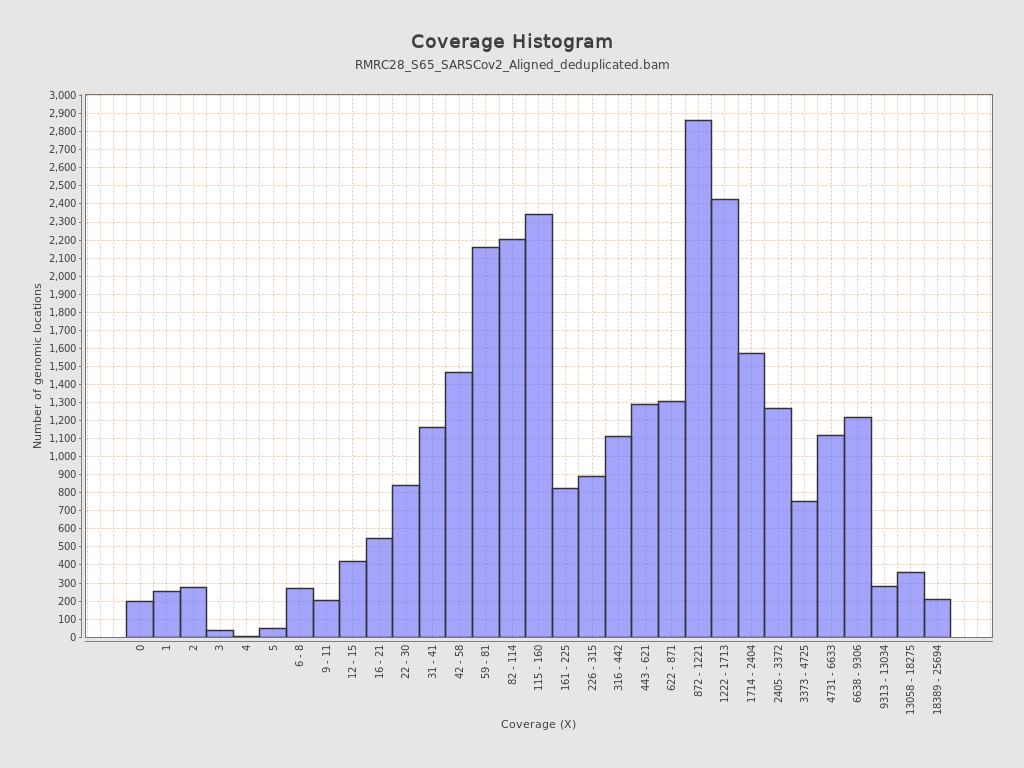 Coverage Histogram
RMRC28_S65_SARSCov2_Aligned_deduplicated.bam
3,000
2,900
2,800
2,700
2,600
2,500
2,400
2,300
2,200
2,100
2,000
1,900
1,800
1,700
1,600
1,500
1,400
1,300
1,200
1,100
1,000
900
800
700
600
500
400
300
200
100
0
Number of genomic locations
0
1
2
3
4
5
6 - 8
9 - 11
12 - 15
16 - 21
22 - 30
31 - 41
42 - 58
59 - 81
82 - 114
115 - 160
161 - 225
226 - 315
316 - 442
443 - 621
622 - 871
872 - 1221
1222 - 1713
1714 - 2404
2405 - 3372
3373 - 4725
4731 - 6633
6638 - 9306
9313 - 13034
13058 - 18275
18389 - 25694
Coverage (X)